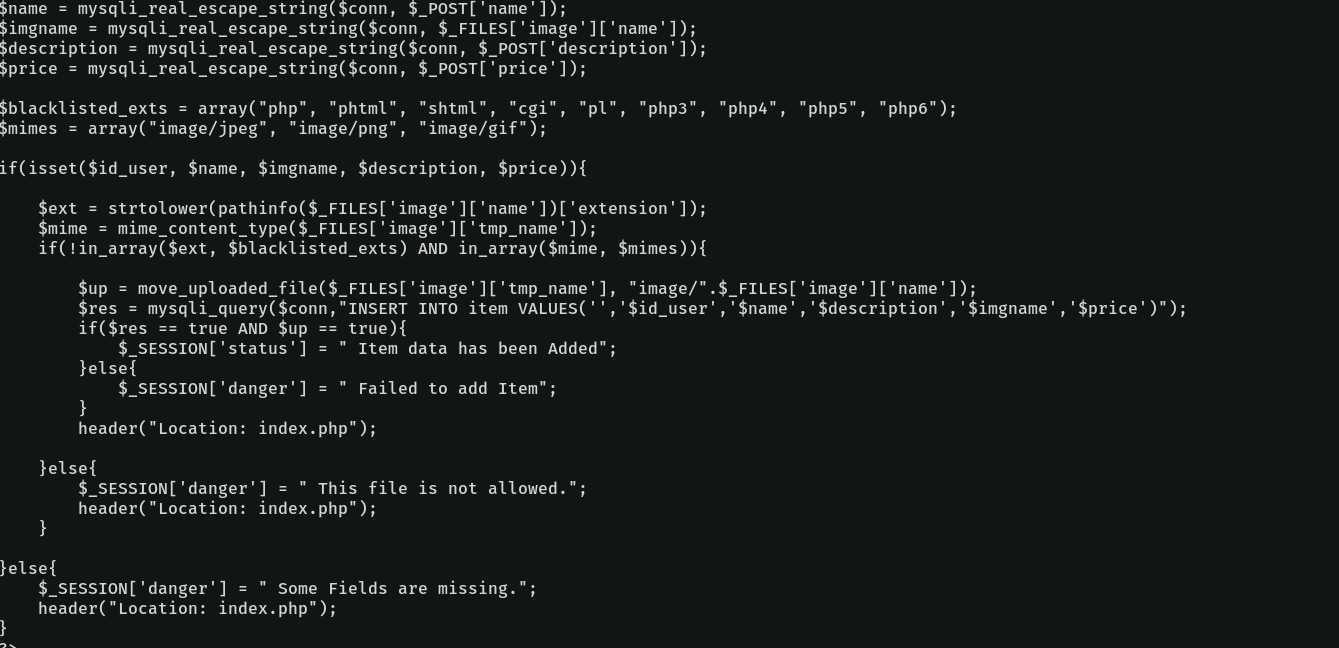 $name = mysqli_real_escape_string($conn, $_POST['name']);
$imgname = mysqli_real_escape_string($conn, $_FILES['image']['name']);
$description = mysqli_real_escape_string($conn, $_POST['description']);
$price = mysqli_real_escape_string($conn, $_POST['price']);
$blacklisted_exts = array("php", "phtml", "shtml", "cgi", "pl", "php3", "php4", "php5", "php6");
$mimes = array("image/jpeg", "image/png", "image/gif");
if(isset($id_user, $name, $imgname, $description, $price)){
$ext = strtolower(pathinfo($_FILES['image']['name'])['extension']);
$mime = mime_content_type($_FILES['image']['tmp_name']);
if(!in_array($ext, $blacklisted_exts) AND in_array($mime, $mimes)){
$up = move_uploaded_file($_FILES['image']['tmp_name'], "image/".$_FILES['image']['name']);
$res = mysqli_query($conn,"INSERT INTO item VALUES('','$id_user','$name','$description','$imgname','$price')");
if($res == true AND $up == true){
$_SESSION['status'] = " Item data has been Added";
}else{
$_SESSION['danger'] = " Failed to add Item";
}
header("Location: index.php");
}else{
$_SESSION['danger'] = " This file is not allowed.";
header("Location: index.php");
}
}else{
$_SESSION['danger'] = " Some Fields are missing.";
header("Location: index.php");
}
?>